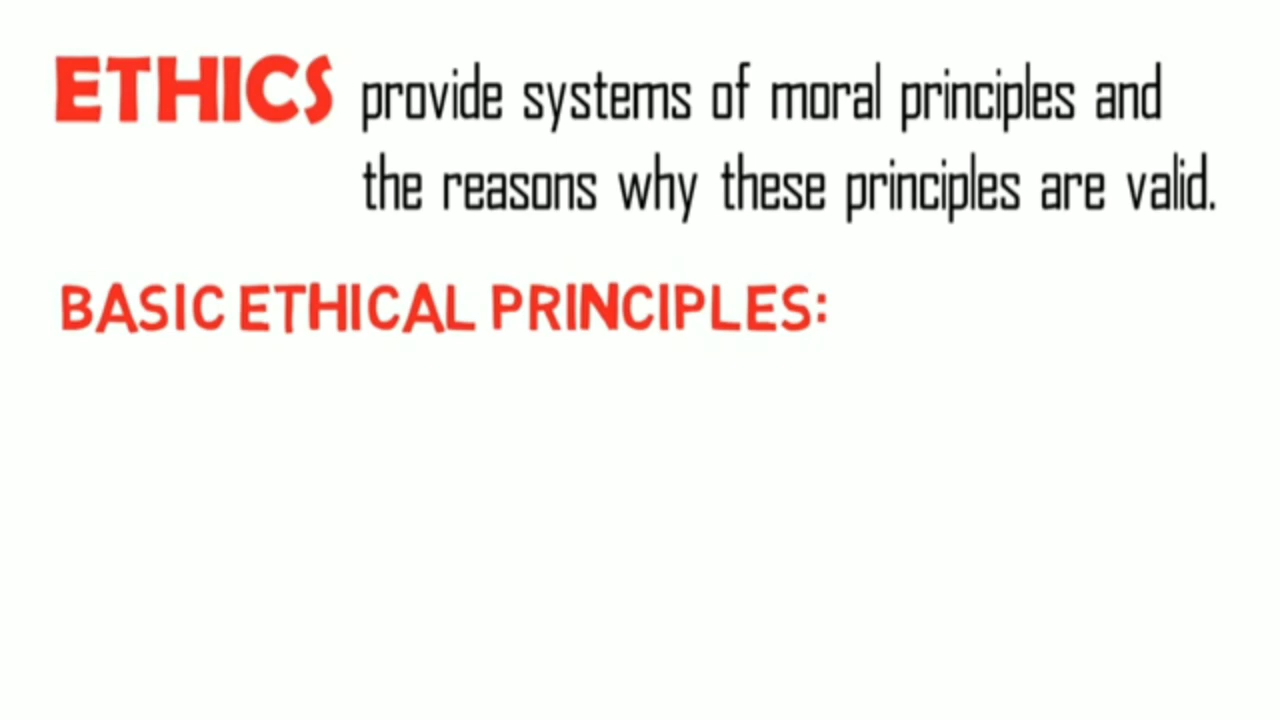 ETHICS provide systems of moral principles and
the reasons why these principles are valid.
BASIC ETHICAL PRINCIPLES: